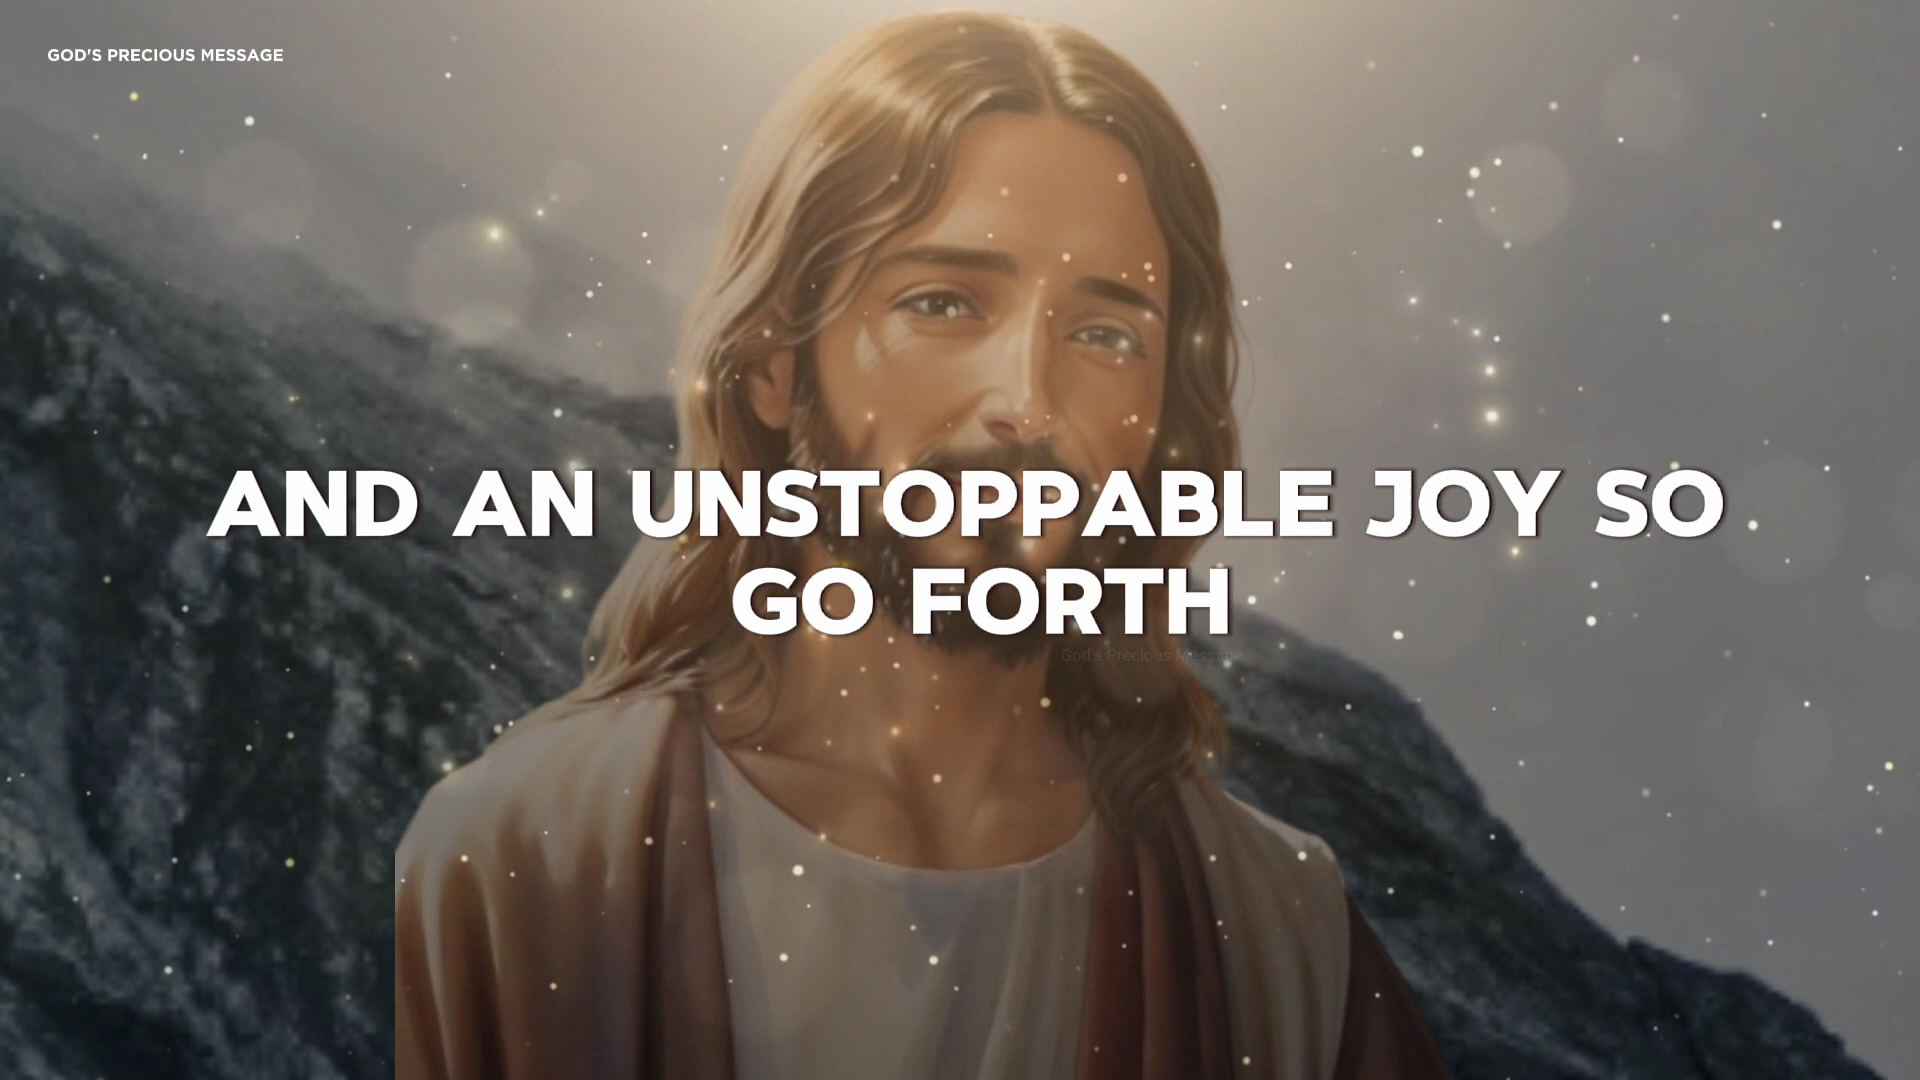 GOD'S PRECIOUS MESSAGE
AND AN UNSTOPPABLE JOY SO
GO FORTH
God's Precious Message